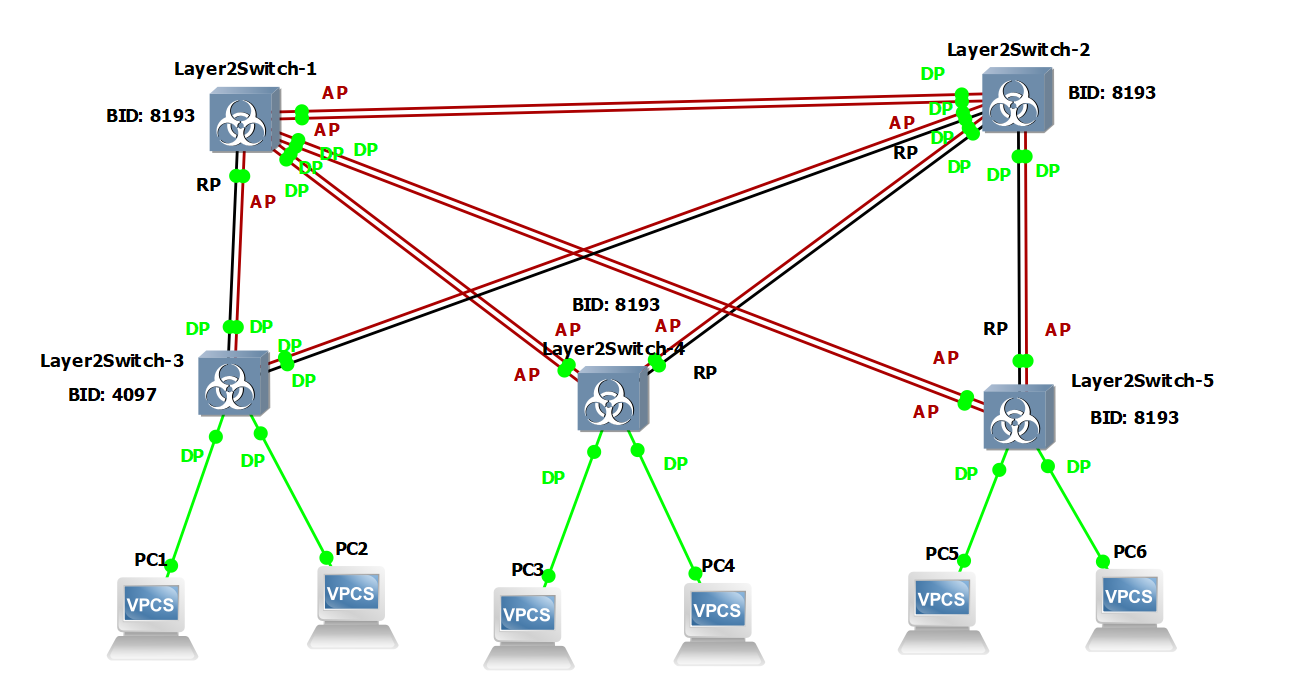 Layer2Switch-2
DP
Layer2Switch-1
AP
BID: 8193
BID: 8193
DP
AP
AP
DP
DP
DP
RP
DP
DP
DP
DP
RP
DP
AP
BID: 8193
DP
DP
AP
AP
RP
AP
DP
Layer2Switch-4
Layer2Switch-3
AP
DP
AP
RP
Layer2Switch-5
BID: 4097
AP
BID: 8193
DP
DP
DP
DP
DP
DP
PC1
PC2
PC3
PC4
PC5
PC6
VPCS
VPCS
VPCS
VPCS
VPCS
VPCS